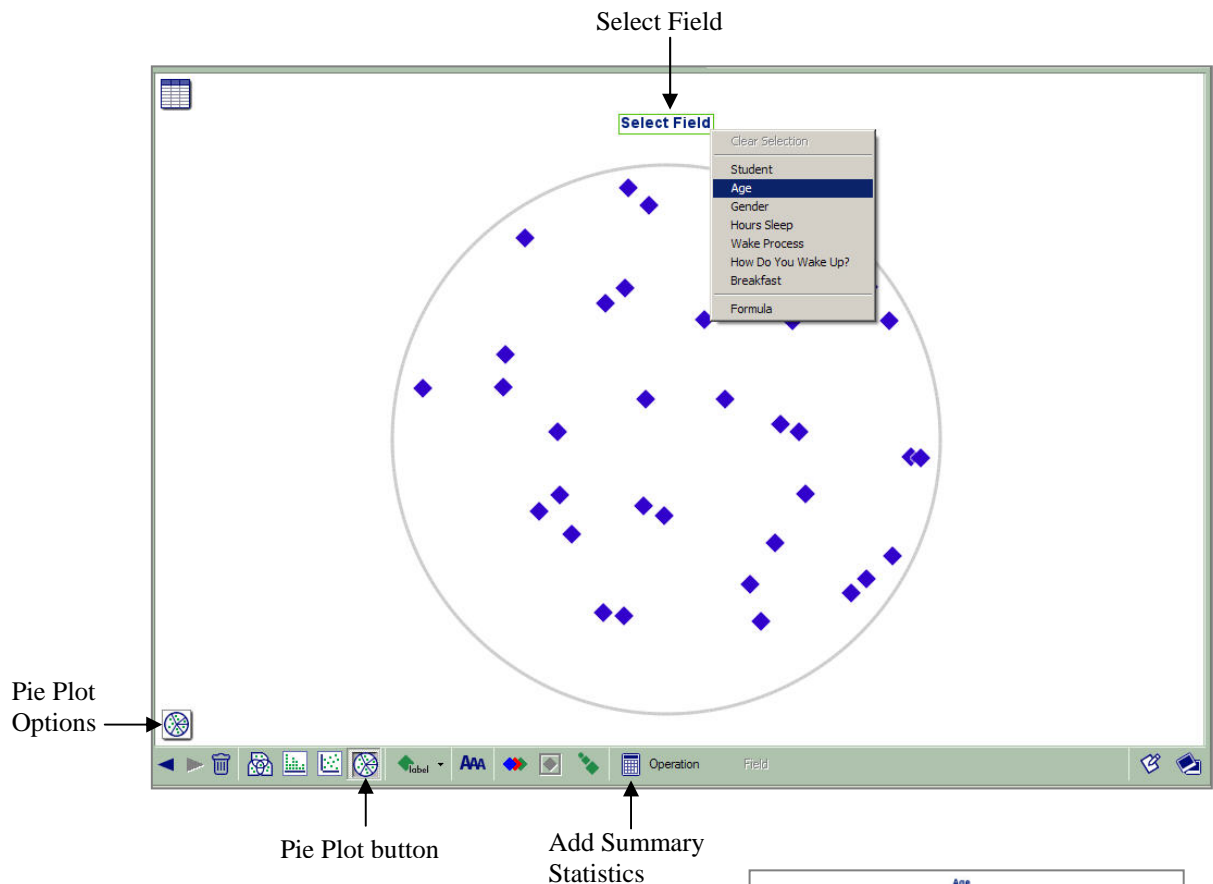 Select Field
Select Field
Clear Selection
Student
Age
Gender
Hours Sleep
Wake Process
How Do You Wake Up?
Breakfast
Formula
Pie Plot
Options
label
AAA
Operation
Field
Pie Plot button
Add Summary
Statistics
Age